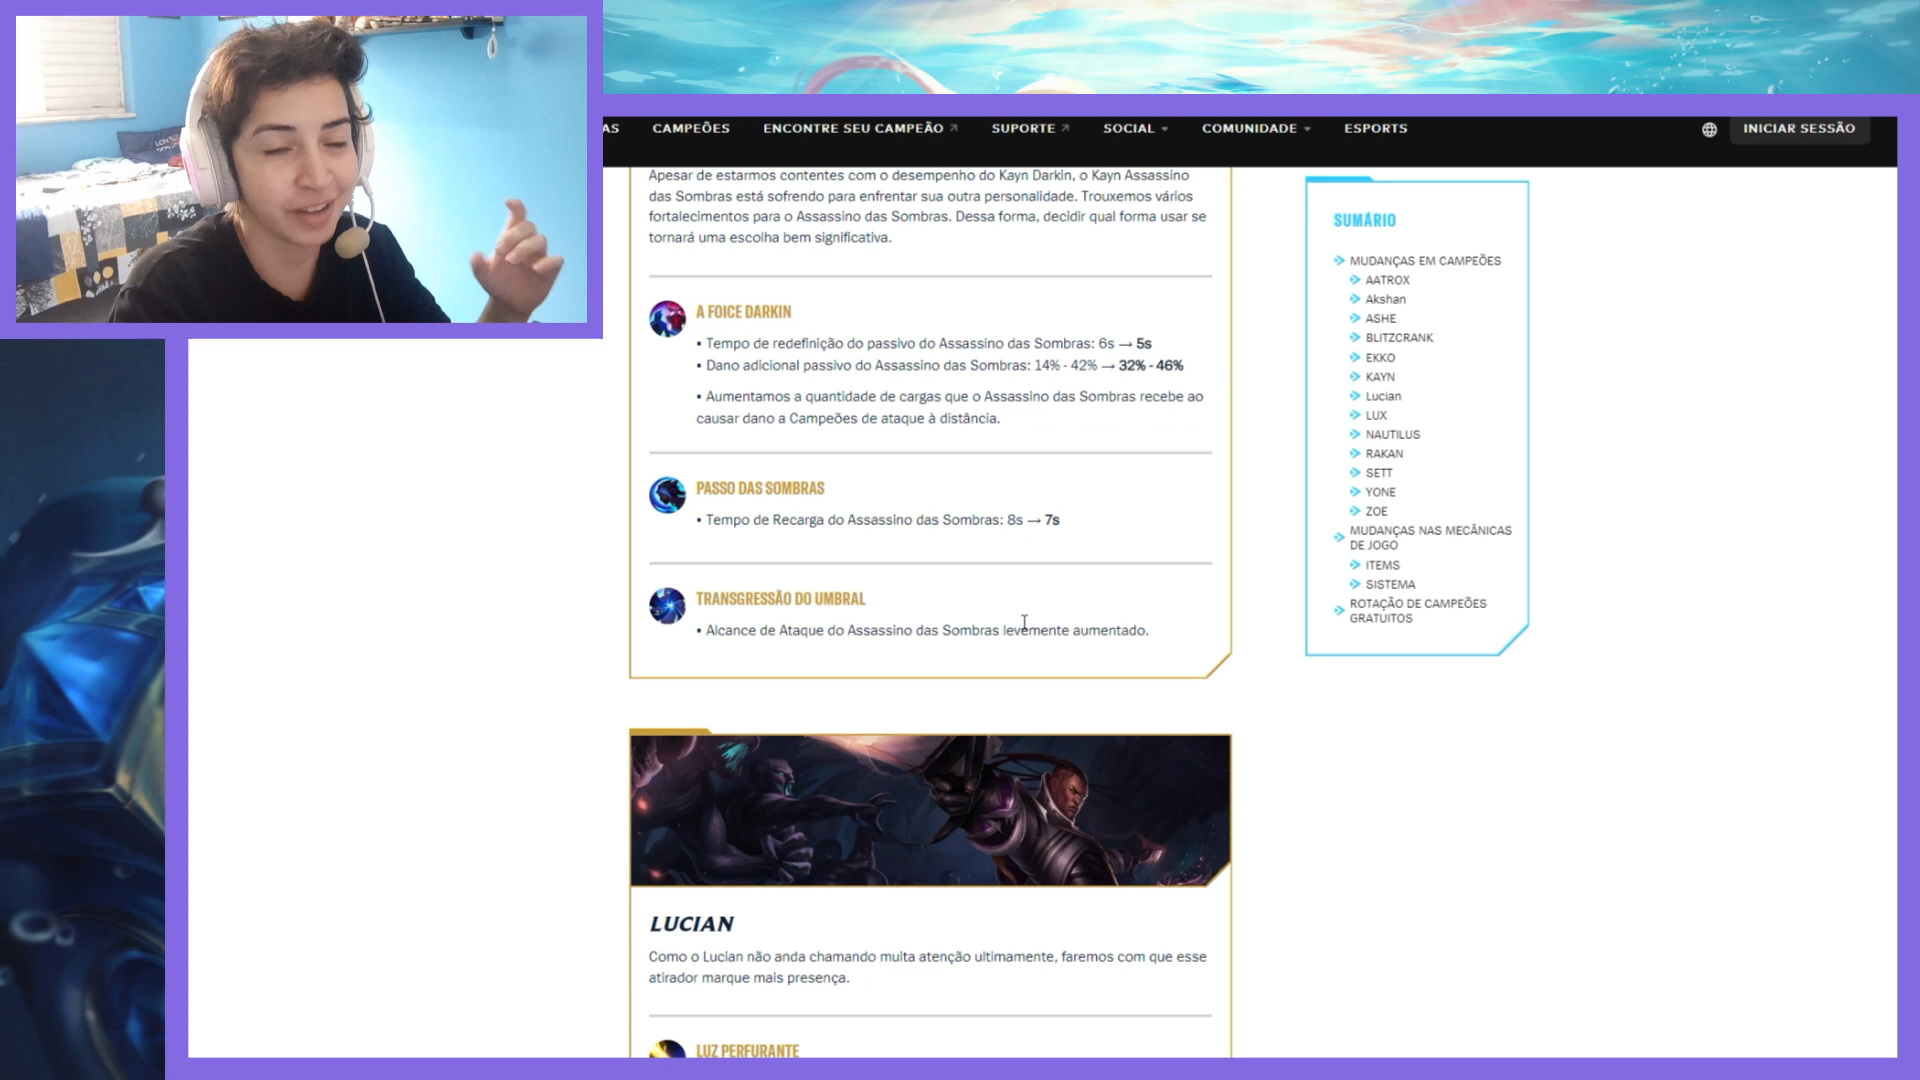 AS CAMPEÕES ENCONTRE SEU CAMPEÃO SUPORTE SOCIAL COMUNIDADE ESPORTS INICIAR SESSÃO
Apesar de estarmos contentes com o desempenho do Kayn Darkin, o Kayn Assassino
das Sombras está sofrendo para enfrentar sua outra personalidade. Trouxemos vários
fortalecimentos para o Assassino das Sombras. Dessa forma, decidir qual forma usar se
tornará uma escolha bem significativa.
A FOICE DARKIN
• Tempo de redefinição do passivo do Assassino das Sombras: 6s → 5s
• Dano adicional passivo do Assassino das Sombras: 14% - 42% → 32% - 46%
• Aumentamos a quantidade de cargas que o Assassino das Sombras recebe ao
causar dano a Campeões de ataque à distância.
PASSO DAS SOMBRAS
• Tempo de Recarga do Assassino das Sombras: 8s → 7s
TRANSGRESSÃO DO UMBRAL
• Alcance de Ataque do Assassino das Sombras levemente aumentado.
LUCIAN
Como o Lucian não anda chamando muita atenção ultimamente, faremos com que esse
atirador marque mais presença.
LUZ PERFURANTE
SUMÁRIO
MUDANÇAS EM CAMPEÕES
AATROX
Akshan
ASHE
BLITZCRANK
EKKO
KAYN
Lucian
LUX
NAUTILUS
RAKAN
SETT
YONE
ZOE
MUDANÇAS NAS MECÂNICAS
DE JOGO
ITEMS
SISTEMA
ROTAÇÃO DE CAMPEÕES
GRATUITOS